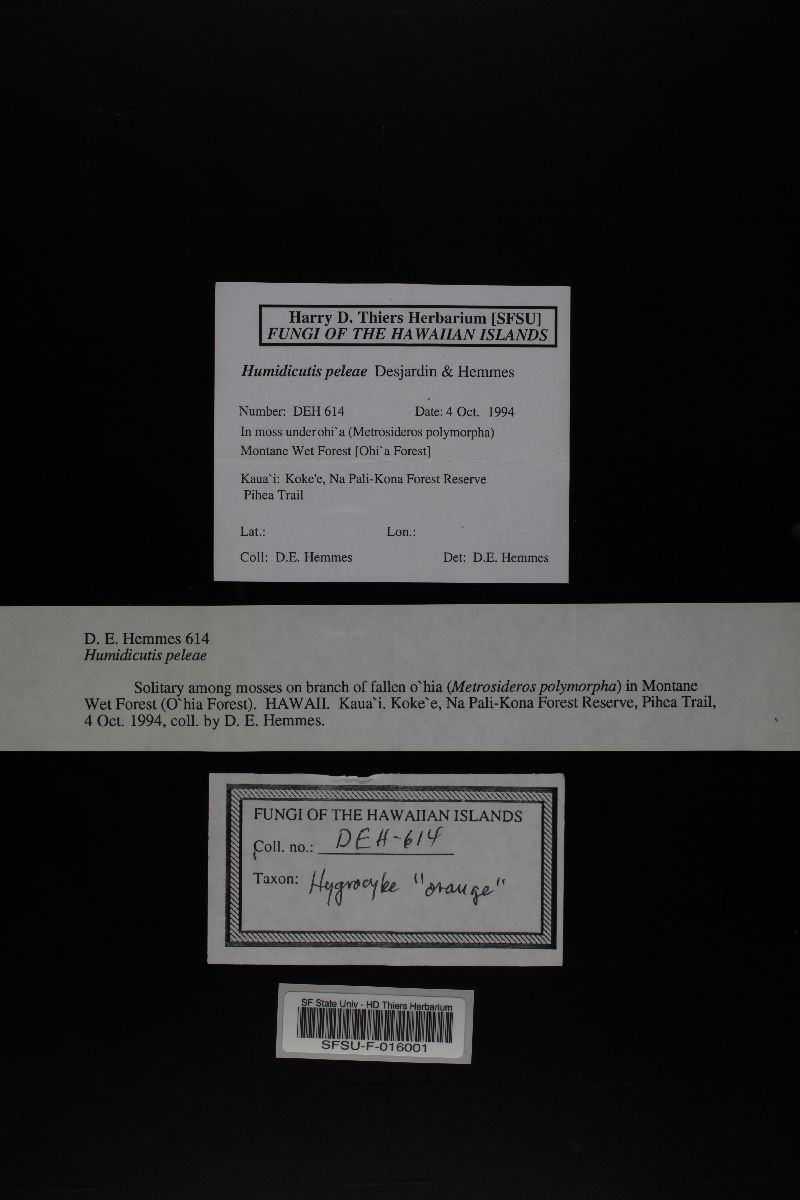 Harry D. Thiers Herbarium [SFSU]
FUNGI OF THE HAWAIIAN ISLANDS
Humidicutis peleae Desjardin & Hemmes
Number: DEH 614 Date: 4 Oct. 1994
In moss under ohi`a (Metrosideros polymorpha)
Montane Wet Forest [Ohi`a Forest]
Kaua`i: Koke'e, Na Pali-Kona Forest Reserve
Pihea Trail
Lat.: Lon.:
Coll: D.E. Hemmes Det: D.E. Hemmes
D. E. Hemmes 614
Humidicutis peleae
Solitary among mosses on branch of fallen o`hia (Metrosideros polymorpha) in Montane
Wet Forest (O`hia Forest). HAWAII. Kaua`i. Koke`e, Na Pali-Kona Forest Reserve, Pihea Trail,
4 Oct. 1994, coll. by D. E. Hemmes.
FUNGI OF THE HAWAIIAN ISLANDS
Coll. no.: DEH-614
Taxon: Hygrocybe "orange"
SF State Univ - HD Thiers Herbarium
SFSU-F-016001